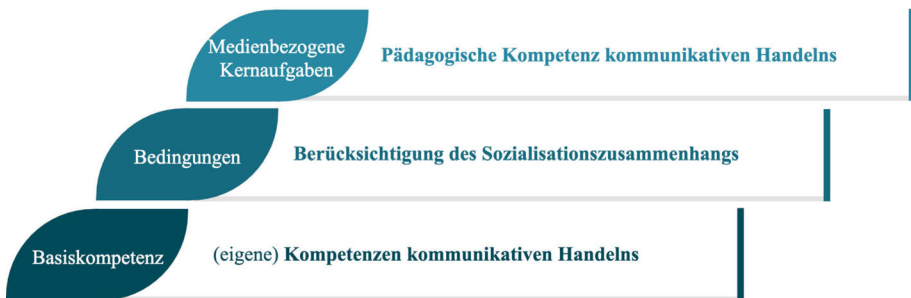 Medienbezogene
Kernaufgaben
Pädagogische Kompetenz kommunikativen Handelns
Bedingungen
Berücksichtigung des Sozialisationszusammenhangs
Basiskompetenz
(eigene) Kompetenzen kommunikativen Handelns